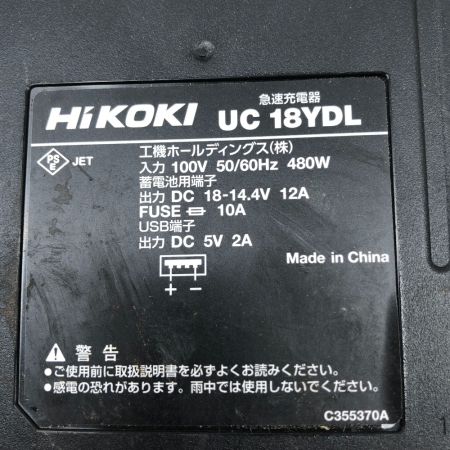 HiKOKI 急速充電器 UC 18YDL
PS E JET
工機ホールディングス(株)
入力 100V 50/60Hz 480W
蓄電池用端子
出力 DC 18-14.4V 12A
FUSE 10A
USB端子
出力 DC 5V 2A
Made in China
+ −
警告
●ご使用前に取扱説明書を必ずよくお読みください。
●感電の恐れがあります。雨中では使用しないでください。
C355370A